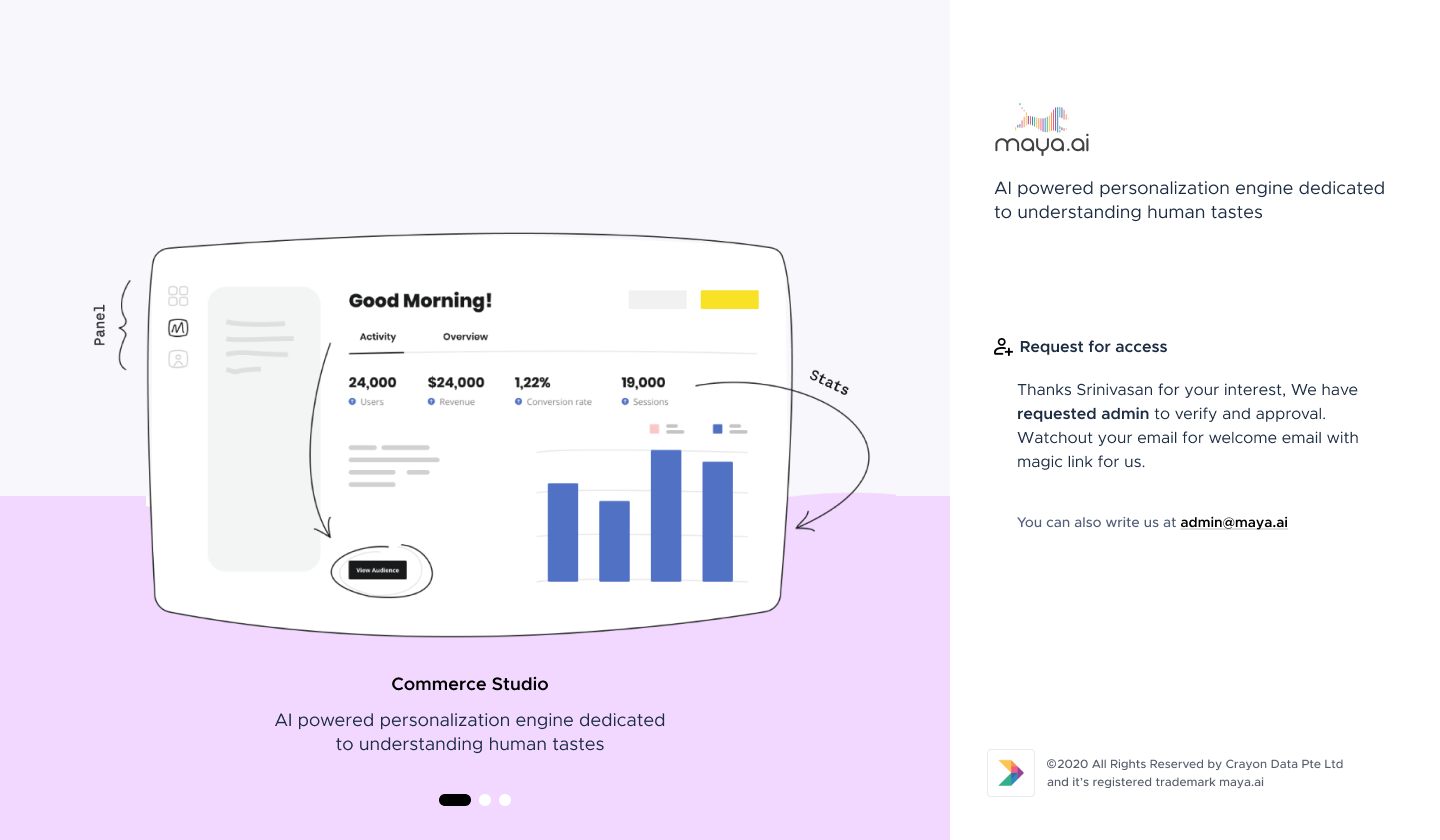 Panel
Good Morning!
Activity Overview
24,000 $24,000 1,22% 19,000
Users Revenue Conversion rate Sessions
Stats
View Audience
Commerce Studio
AI powered personalization engine dedicated
to understanding human tastes
maya.ai
AI powered personalization engine dedicated
to understanding human tastes
Request for access
Thanks Srinivasan for your interest, We have
requested admin to verify and approval.
Watchout your email for welcome email with
magic link for us.
You can also write us at admin@maya.ai
©2020 All Rights Reserved by Crayon Data Pte Ltd
and it's registered trademark maya.ai